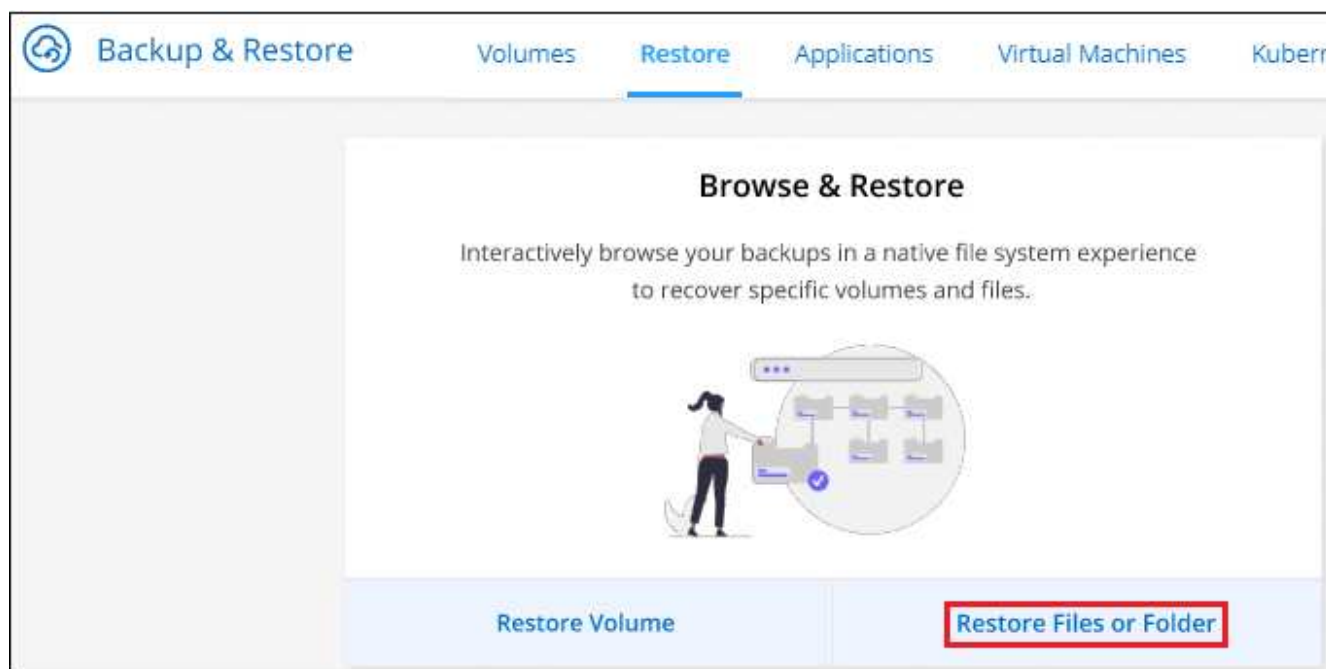 Backup & Restore Volumes Restore Applications Virtual Machines Kubern
Browse & Restore
Interactively browse your backups in a native file system experience
to recover specific volumes and files.
Restore Volume Restore Files or Folder